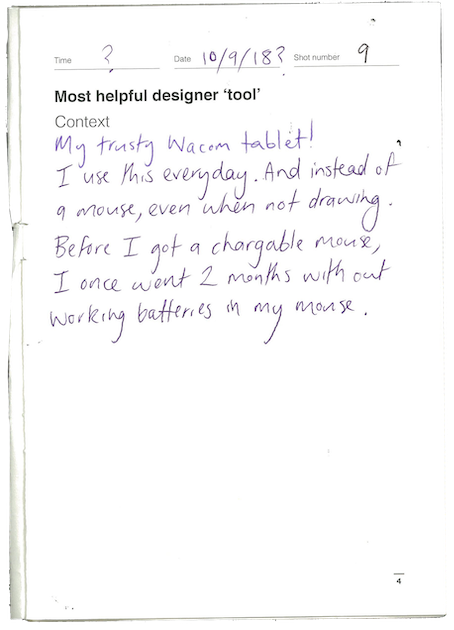 Time ? Date 10/9/18? Shot number 9
Most helpful designer ‘tool’
Context
My trusty Wacom tablet!
I use this everyday. And instead of
a mouse, even when not drawing.
Before I got a chargable mouse,
I once went 2 months with out
working batteries in my mouse.
4